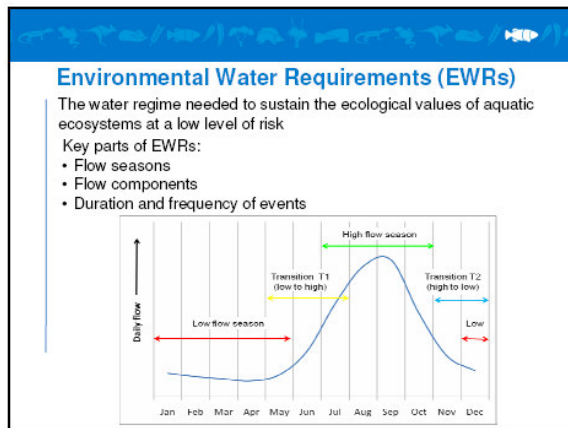 Environmental Water Requirements (EWRs)
The water regime needed to sustain the ecological values of aquatic
ecosystems at a low level of risk
Key parts of EWRs:
• Flow seasons
• Flow components
• Duration and frequency of events
High flow season
Transition T1
(low to high)
Transition T2
(high to low)
Low flow season
Low
Daily flow
Jan Feb Mar Apr May Jun Jul Aug Sep Oct Nov Dec